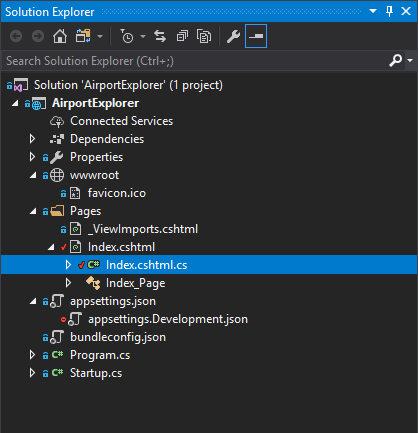 Solution Explorer
Search Solution Explorer (Ctrl+;)
Solution 'AirportExplorer' (1 project)
AirportExplorer
Connected Services
Dependencies
Properties
wwwroot
favicon.ico
Pages
_ViewImports.cshtml
Index.cshtml
C# Index.cshtml.cs
Index_Page
appsettings.json
appsettings.Development.json
bundleconfig.json
C# Program.cs
C# Startup.cs